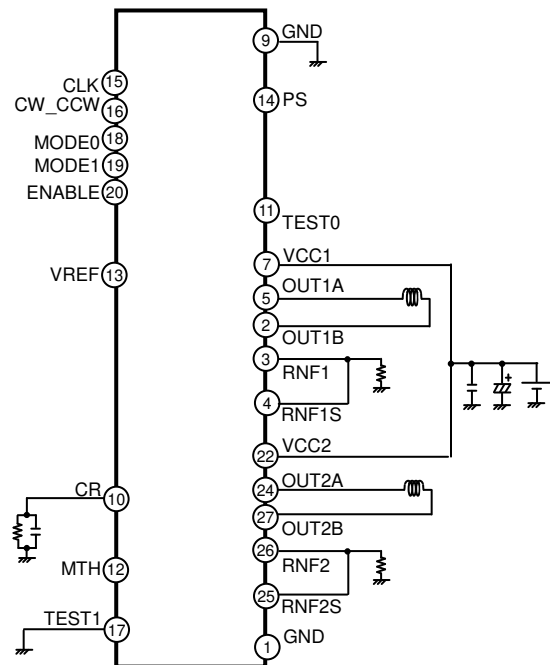 9 GND
15 CLK
14 PS
CW_CCW 16
MODE0 18
MODE1 19
ENABLE 20
11 TEST0
7 VCC1
VREF 13
5 OUT1A
2 OUT1B
3 RNF1
4 RNF1S
+
22 VCC2
24 OUT2A
CR 10
27 OUT2B
26 RNF2
MTH 12
25 RNF2S
TEST1 17
1 GND